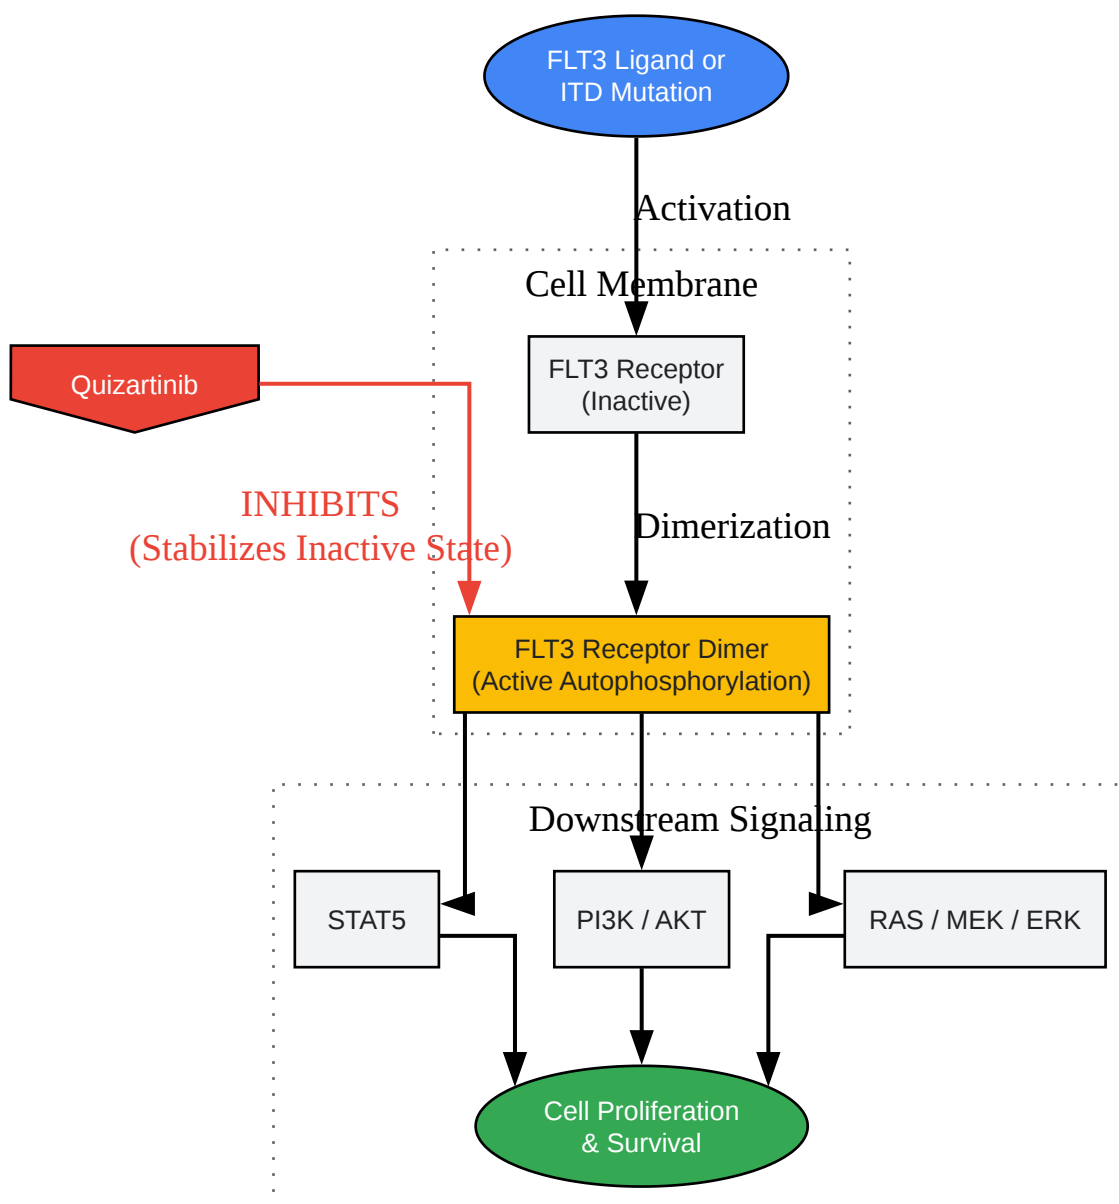 FLT3 Ligand or
ITD Mutation
Activation
Cell Membrane
FLT3 Receptor
(Inactive)
Quizartinib
INHIBITS
(Stabilizes Inactive State)
Dimerization
FLT3 Receptor Dimer
(Active Autophosphorylation)
Downstream Signaling
STAT5
PI3K / AKT
RAS / MEK / ERK
Cell Proliferation
& Survival